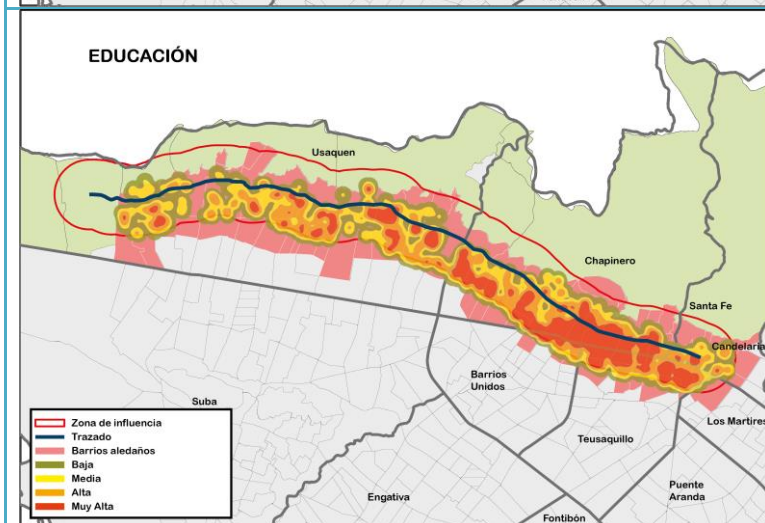 EDUCACIÓN
Usaquen
Chapinero
Santa Fe
Candelaria
Barrios
Unidos
Los Martires
Suba
Teusaquillo
Puente
Aranda
Engativa
Fontibón
Zona de influencia
Trazado
Barrios aledaños
Baja
Media
Alta
Muy Alta